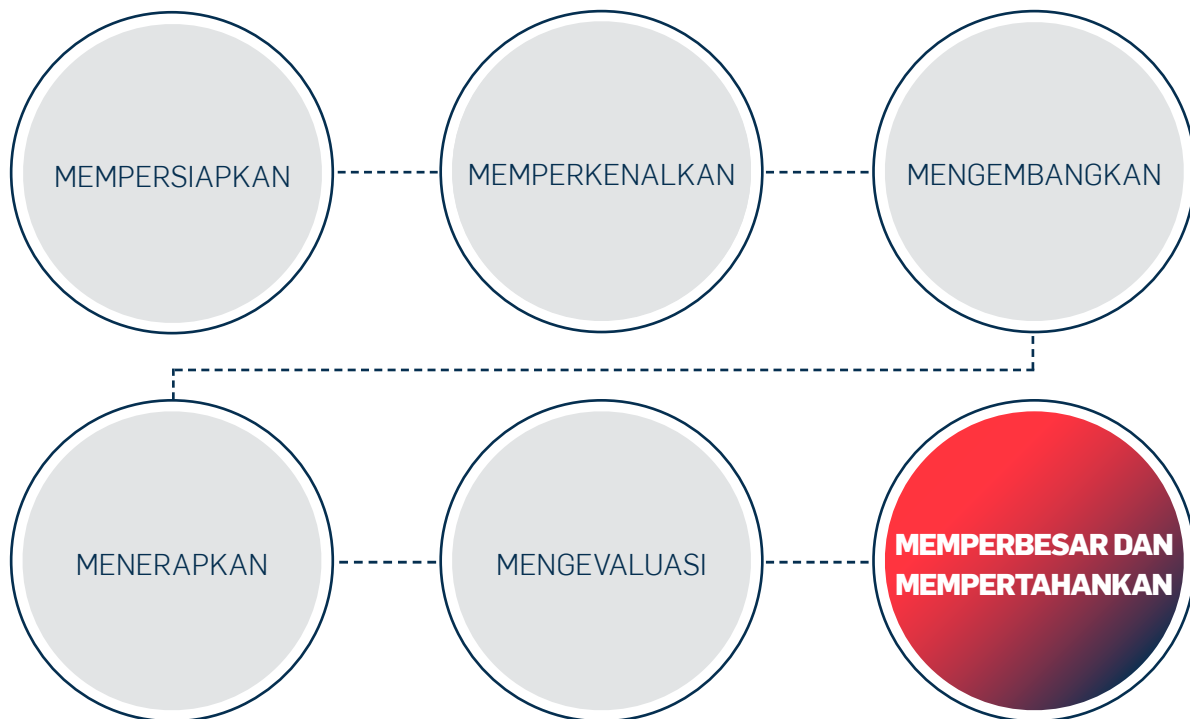 MEMPERSIAPKAN
MEMPERKENALKAN
MENGEMBANGKAN
MENERAPKAN
MENGEVALUASI
MEMPERBESAR DAN
MEMPERTAHANKAN